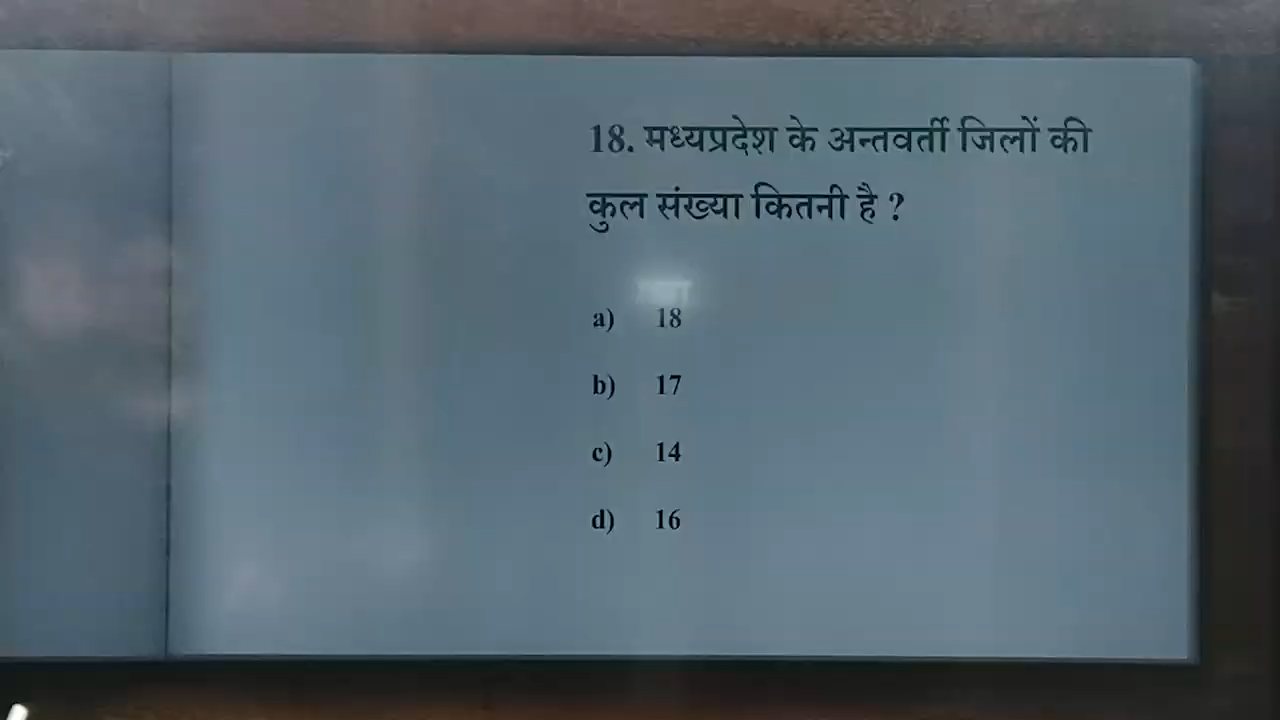 18. मध्यप्रदेश के अन्तवर्ती जिलों की
कुल संख्या कितनी है ?
a) 18
b) 17
c) 14
d) 16